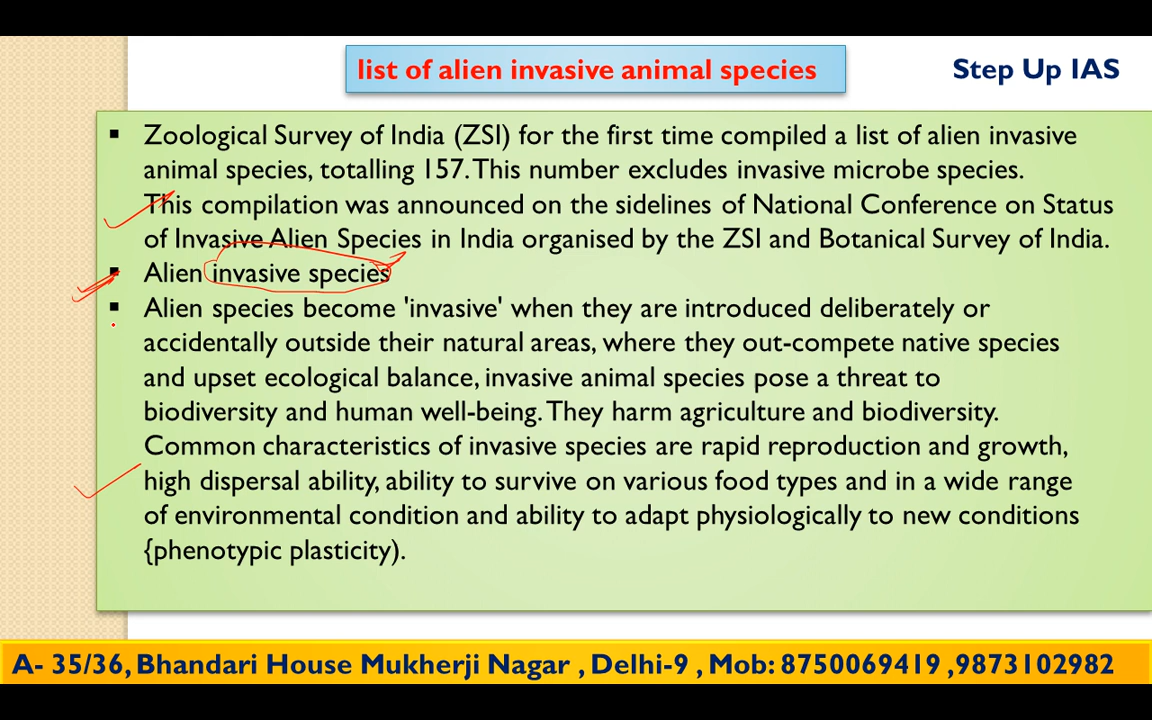 list of alien invasive animal species
Step Up IAS
▪ Zoological Survey of India (ZSI) for the first time compiled a list of alien invasive
animal species, totalling 157. This number excludes invasive microbe species.
This compilation was announced on the sidelines of National Conference on Status
of Invasive Alien Species in India organised by the ZSI and Botanical Survey of India.
▪ Alien invasive species
▪ Alien species become 'invasive' when they are introduced deliberately or
accidentally outside their natural areas, where they out-compete native species
and upset ecological balance, invasive animal species pose a threat to
biodiversity and human well-being. They harm agriculture and biodiversity.
Common characteristics of invasive species are rapid reproduction and growth,
high dispersal ability, ability to survive on various food types and in a wide range
of environmental condition and ability to adapt physiologically to new conditions
{phenotypic plasticity).
A- 35/36, Bhandari House Mukherji Nagar , Delhi-9 , Mob: 8750069419 ,9873102982